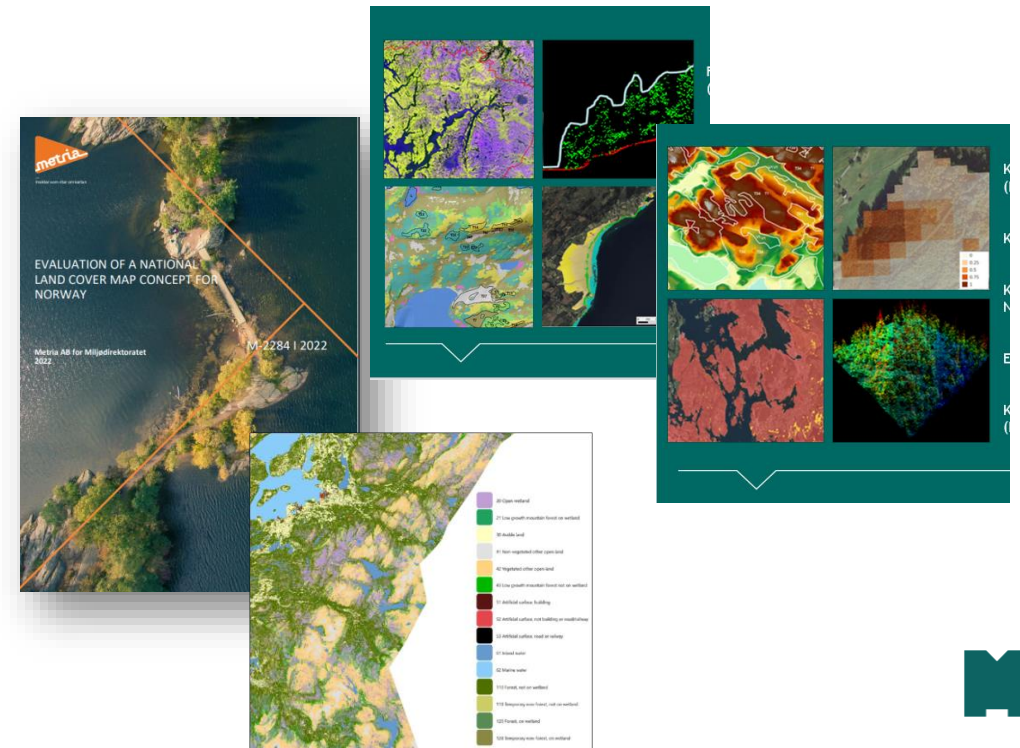 metria
EVALUATION OF A NATIONAL
LAND COVER MAP CONCEPT FOR
NORWAY
Metria AB for Miljødirektoratet
2022
M-2284 I 2022
0
0.25
0.5
0.75
1
20 Open wetland
21 Low growth mountain forest on wetland
30 Arable land
41 Non vegetated other open land
42 Vegetated other open land
43 Low growth mountain forest not on wetland
51 Artificial surface, building
52 Artificial surface, not building or road/railway
53 Artificial surface, road or railway
61 Inland water
62 Marine water
Forest, not on wetland
Temporary non-forest, not on wetland
Forest, on wetland
Temporary non-forest, on wetland
M